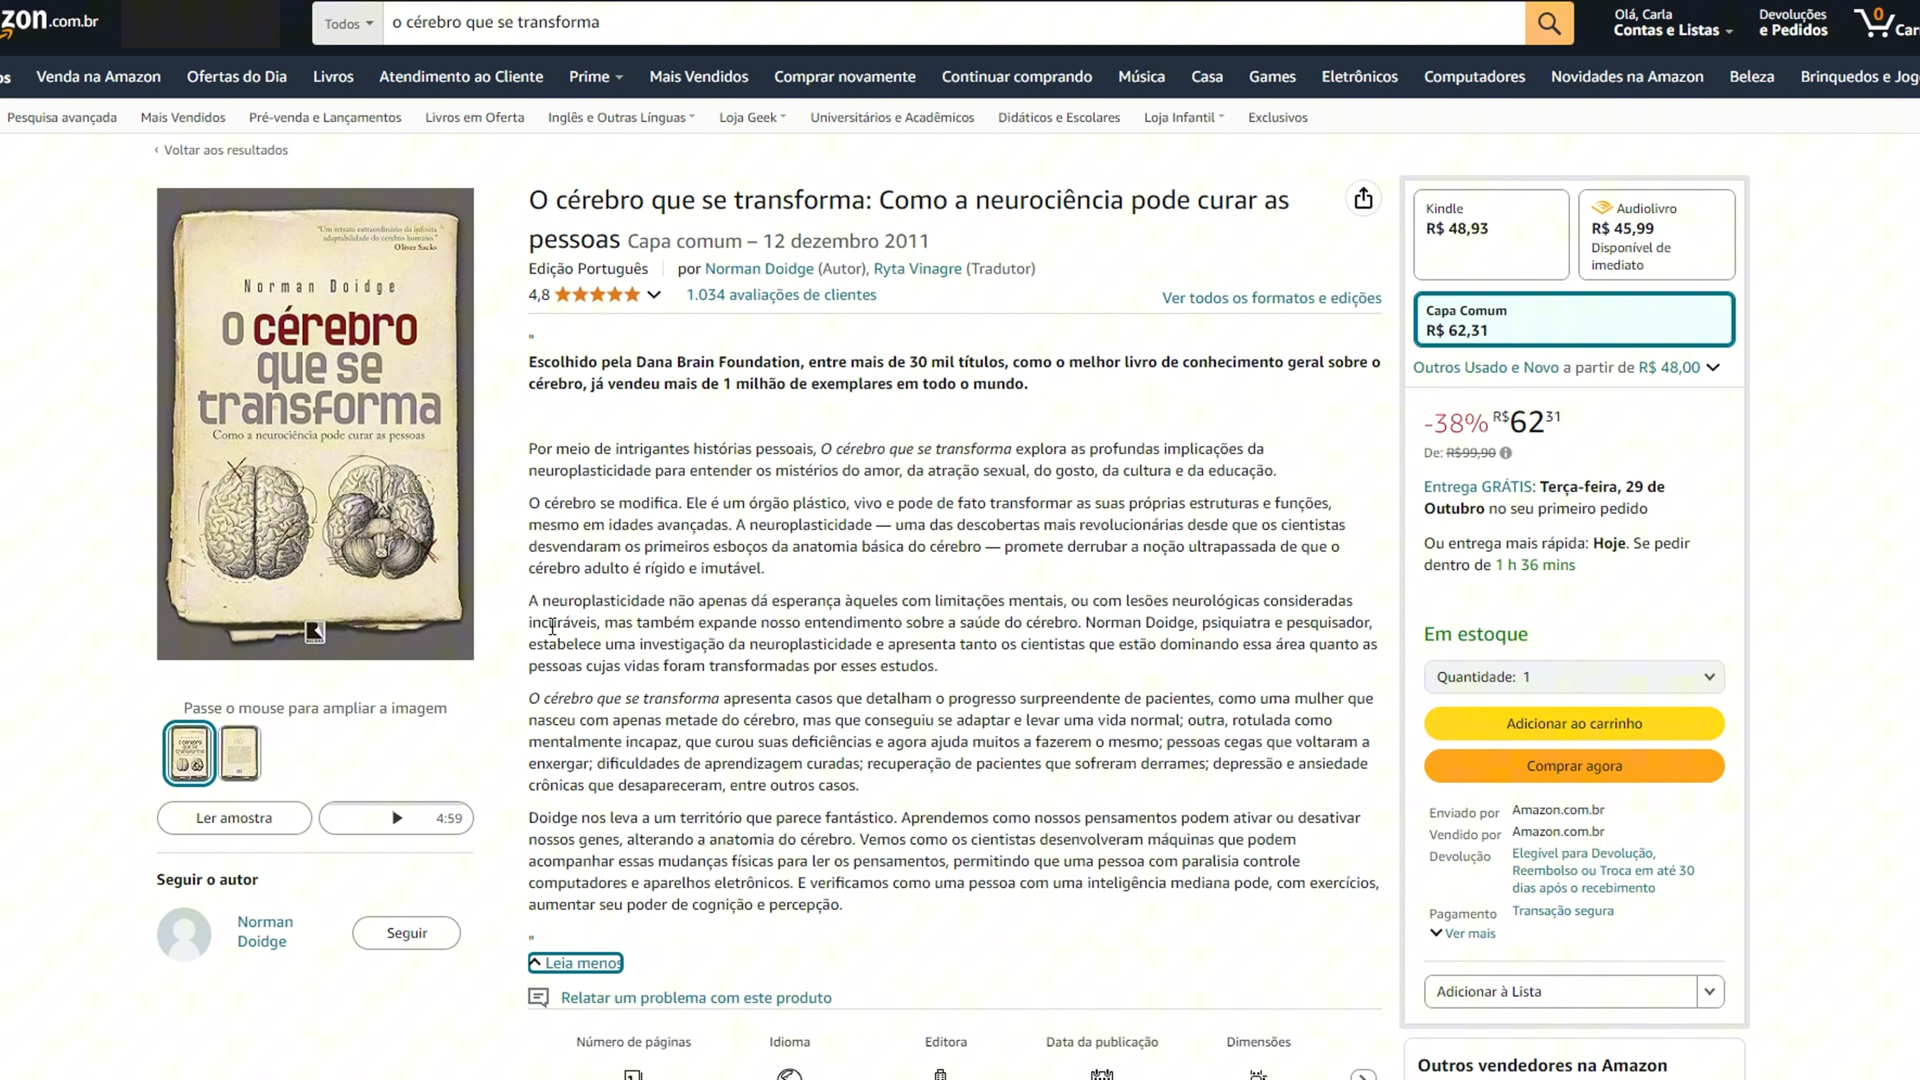 zon.com.br
Todos
o cérebro que se transforma
Olá, Carla
Contas e Listas
Devoluções
e Pedidos
0
Carr
os
Venda na Amazon
Ofertas do Dia
Livros
Atendimento ao Cliente
Prime
Mais Vendidos
Comprar novamente
Continuar comprando
Música
Casa
Games
Eletrônicos
Computadores
Novidades na Amazon
Beleza
Brinquedos e Jog
Pesquisa avançada
Mais Vendidos
Pré-venda e Lançamentos
Livros em Oferta
Inglês e Outras Línguas
Loja Geek
Universitários e Acadêmicos
Didáticos e Escolares
Loja Infantil
Exclusivos
‹ Voltar aos resultados
"Um retrato extraordinário da infinita
adaptabilidade do cérebro humano."
Oliver Sacks
Norman Doidge
O cérebro
que se
transforma
Como a neurociência pode curar as pessoas
Passe o mouse para ampliar a imagem
Ler amostra
4:59
Seguir o autor
Norman
Doidge
Seguir
O cérebro que se transforma: Como a neurociência pode curar as
pessoas Capa comum – 12 dezembro 2011
Edição Português
por Norman Doidge (Autor), Ryta Vinagre (Tradutor)
4,8
1.034 avaliações de clientes
Ver todos os formatos e edições
"
Escolhido pela Dana Brain Foundation, entre mais de 30 mil títulos, como o melhor livro de conhecimento geral sobre o
cérebro, já vendeu mais de 1 milhão de exemplares em todo o mundo.
Por meio de intrigantes histórias pessoais, O cérebro que se transforma explora as profundas implicações da
neuroplasticidade para entender os mistérios do amor, da atração sexual, do gosto, da cultura e da educação.
O cérebro se modifica. Ele é um órgão plástico, vivo e pode de fato transformar as suas próprias estruturas e funções,
mesmo em idades avançadas. A neuroplasticidade — uma das descobertas mais revolucionárias desde que os cientistas
desvendaram os primeiros esboços da anatomia básica do cérebro — promete derrubar a noção ultrapassada de que o
cérebro adulto é rígido e imutável.
A neuroplasticidade não apenas dá esperança àqueles com limitações mentais, ou com lesões neurológicas consideradas
incuráveis, mas também expande nosso entendimento sobre a saúde do cérebro. Norman Doidge, psiquiatra e pesquisador,
estabelece uma investigação da neuroplasticidade e apresenta tanto os cientistas que estão dominando essa área quanto as
pessoas cujas vidas foram transformadas por esses estudos.
O cérebro que se transforma apresenta casos que detalham o progresso surpreendente de pacientes, como uma mulher que
nasceu com apenas metade do cérebro, mas que conseguiu se adaptar e levar uma vida normal; outra, rotulada como
mentalmente incapaz, que curou suas deficiências e agora ajuda muitos a fazerem o mesmo; pessoas cegas que voltaram a
enxergar; dificuldades de aprendizagem curadas; recuperação de pacientes que sofreram derrames; depressão e ansiedade
crônicas que desapareceram, entre outros casos.
Doidge nos leva a um território que parece fantástico. Aprendemos como nossos pensamentos podem ativar ou desativar
nossos genes, alterando a anatomia do cérebro. Vemos como os cientistas desenvolveram máquinas que podem
acompanhar essas mudanças físicas para ler os pensamentos, permitindo que uma pessoa com paralisia controle
computadores e aparelhos eletrônicos. E verificamos como uma pessoa com uma inteligência mediana pode, com exercícios,
aumentar seu poder de cognição e percepção.
"
Leia menos
Relatar um problema com este produto
Número de páginas
Idioma
Editora
Data da publicação
Dimensões
Kindle
R$ 48,93
Audiolivro
R$ 45,99
Disponível de
imediato
Capa Comum
R$ 62,31
Outros Usado e Novo a partir de R$ 48,00
-38% R$62 31
De: R$99,90
Entrega GRÁTIS: Terça-feira, 29 de
Outubro no seu primeiro pedido
Ou entrega mais rápida: Hoje. Se pedir
dentro de 1 h 36 mins
Em estoque
Quantidade: 1
Adicionar ao carrinho
Comprar agora
Enviado por Amazon.com.br
Vendido por Amazon.com.br
Devolução Elegível para Devolução,
Reembolso ou Troca em até 30
dias após o recebimento
Pagamento Transação segura
Ver mais
Adicionar à Lista
Outros vendedores na Amazon